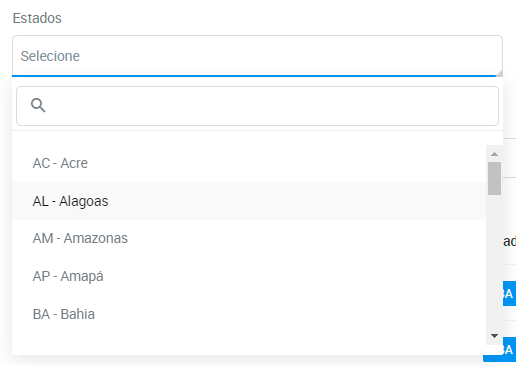 Estados
Selecione
AC - Acre
AL - Alagoas
AM - Amazonas
AP - Amapá
BA - Bahia
ad
BA
BA